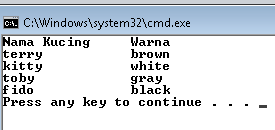 C:\Windows\system32\cmd.exe
Nama Kucing Warna
terry brown
kitty white
toby gray
fido black
Press any key to continue . . . _